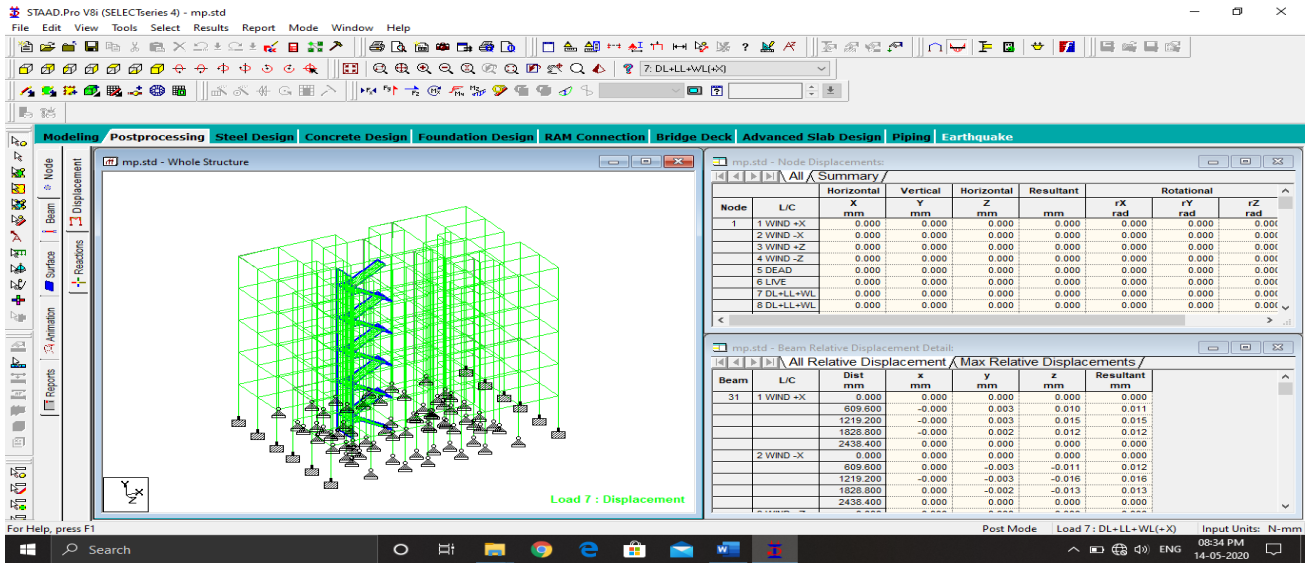 STAAD.Pro V8i (SELECTseries 4) - mp.std
File Edit View Tools Select Results Report Mode Window Help
7: DL+LL+WL(+X)
Modeling Postprocessing Steel Design Concrete Design Foundation Design RAM Connection Bridge Deck Advanced Slab Design Piping Earthquake
Node
Beam
Surface
Animation
Reports
Displacement
Reactions
mp.std - Whole Structure
Y
X
Z
Load 7 : Displacement
mp.std - Node Displacements:
All Summary
Horizontal Vertical Horizontal Resultant Rotational
Node L/C X mm Y mm Z mm mm rX rad rY rad rZ rad
1 1 WIND +X 0.000 0.000 0.000 0.000 0.000 0.000 0.000
2 WIND -X 0.000 0.000 0.000 0.000 0.000 0.000 0.000
3 WIND +Z 0.000 0.000 0.000 0.000 0.000 0.000 0.000
4 WIND -Z 0.000 0.000 0.000 0.000 0.000 0.000 0.000
5 DEAD 0.000 0.000 0.000 0.000 0.000 0.000 0.000
6 LIVE 0.000 0.000 0.000 0.000 0.000 0.000 0.000
7 DL+LL+WL 0.000 0.000 0.000 0.000 0.000 0.000 0.000
8 DL+LL+WL 0.000 0.000 0.000 0.000 0.000 0.000 0.000
mp.std - Beam Relative Displacement Detail:
All Relative Displacement Max Relative Displacements
Beam L/C Dist mm x mm y mm z mm Resultant mm
31 1 WIND +X 0.000 0.000 0.000 0.000 0.000
609.600 -0.000 0.003 0.010 0.011
1219.200 -0.000 0.003 0.015 0.015
1828.800 -0.000 0.002 0.012 0.012
2438.400 0.000 0.000 0.000 0.000
2 WIND -X 0.000 0.000 0.000 0.000 0.000
609.600 0.000 -0.003 -0.011 0.012
1219.200 -0.000 -0.003 -0.016 0.016
1828.800 0.000 -0.002 -0.013 0.013
2438.400 0.000 0.000 0.000 0.000
For Help, press F1
Post Mode Load 7 : DL+LL+WL(+X) Input Units: N-mm
Search
ENG
08:34 PM
14-05-2020